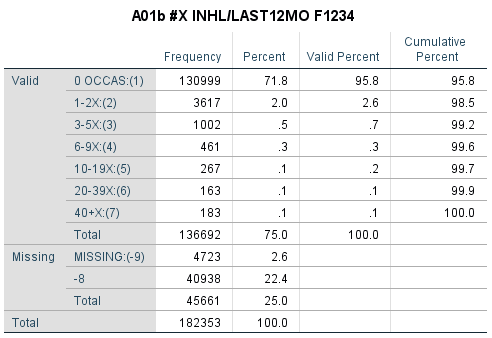 A01b #X INHL/LAST12MO F1234
Frequency Percent Valid Percent Cumulative Percent
Valid 0 OCCAS:(1) 130999 71.8 95.8 95.8
1-2X:(2) 3617 2.0 2.6 98.5
3-5X:(3) 1002 .5 .7 99.2
6-9X:(4) 461 .3 .3 99.6
10-19X:(5) 267 .1 .2 99.7
20-39X:(6) 163 .1 .1 99.9
40+X:(7) 183 .1 .1 100.0
Total 136692 75.0 100.0
Missing MISSING:(-9) 4723 2.6
-8 40938 22.4
Total 45661 25.0
Total 182353 100.0